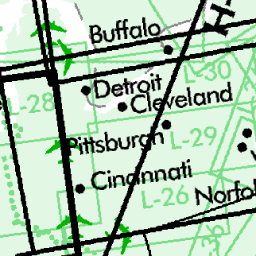 Buffalo
H-
L-30
Detroit
Cleveland
L-28
Pittsburgh
L-29
Cincinnati
L-26
Norfol